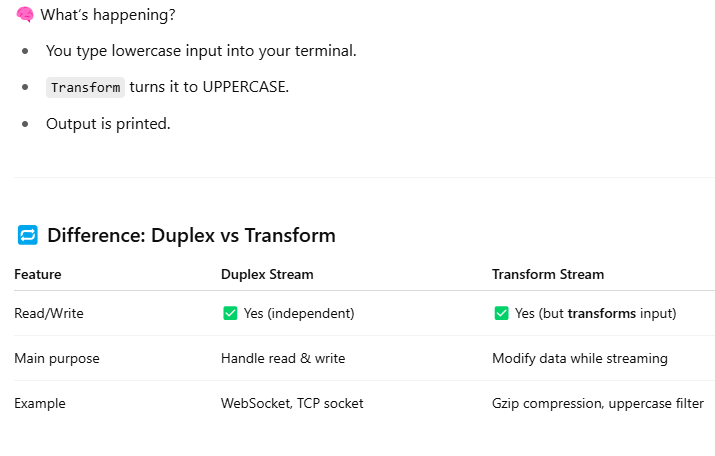 🧠 What's happening?
• You type lowercase input into your terminal.
• Transform turns it to UPPERCASE.
• Output is printed.
🔁 Difference: Duplex vs Transform
Feature Duplex Stream Transform Stream
Read/Write ✅ Yes (independent) ✅ Yes (but transforms input)
Main purpose Handle read & write Modify data while streaming
Example WebSocket, TCP socket Gzip compression, uppercase filter